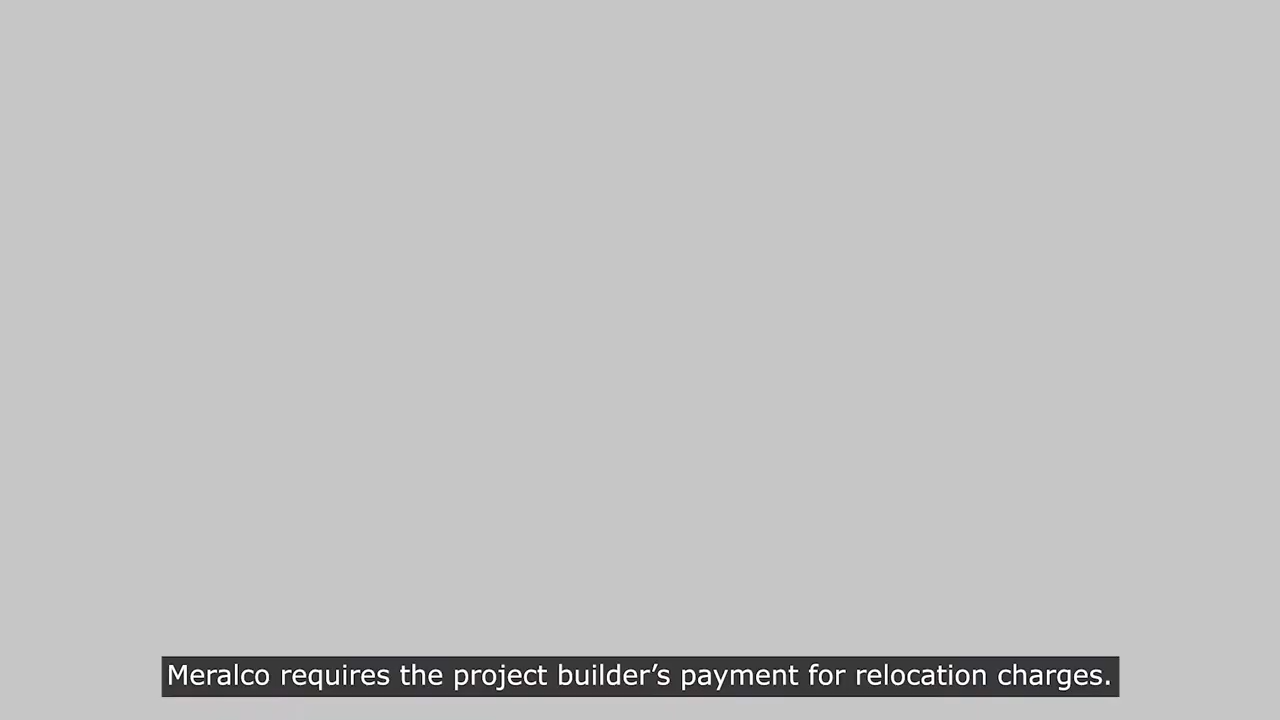 Meralco requires the project builder’s payment for relocation charges.